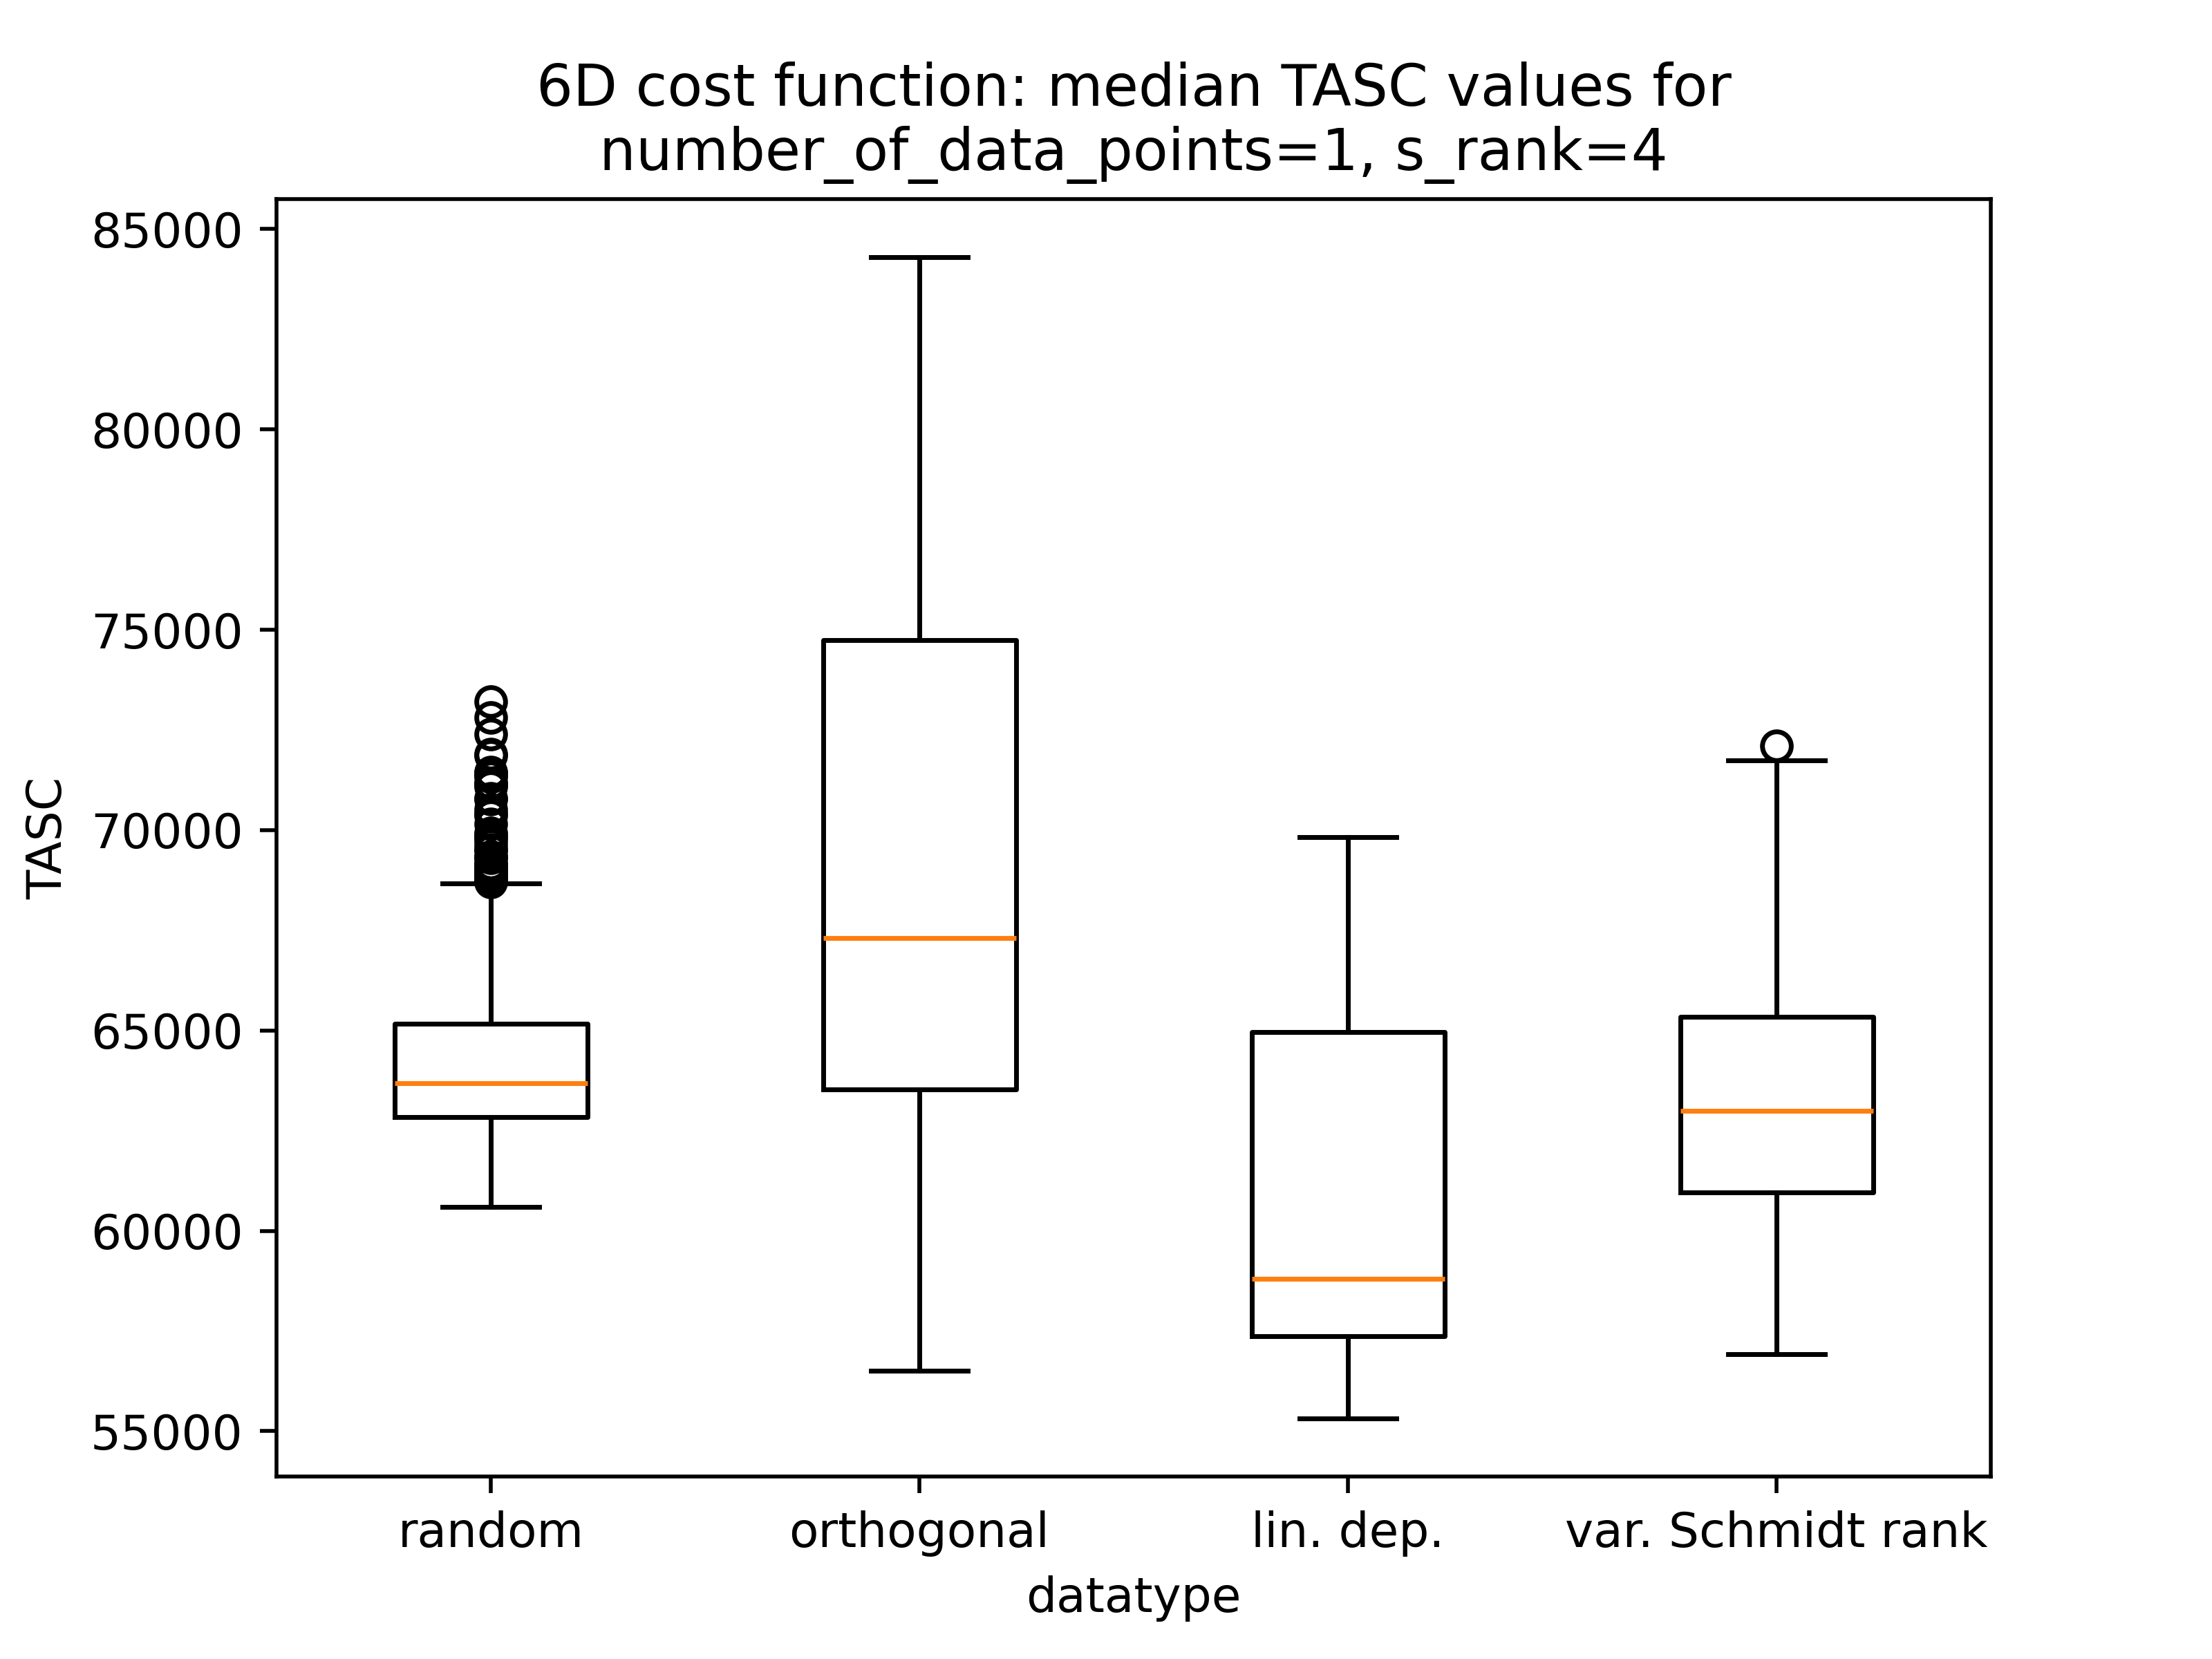 6D cost function: median TASC values for
number_of_data_points=1, s_rank=4
85000
80000
75000
70000
65000
60000
55000
TASC
random
orthogonal
lin. dep.
var. Schmidt rank
datatype